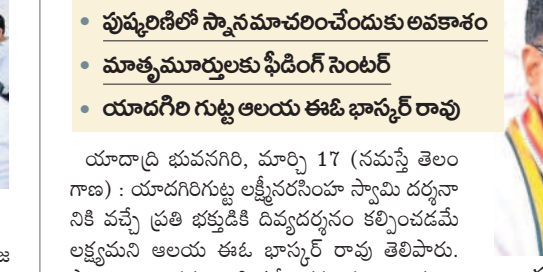 • పుష్కరిణిలో స్నానమాచరించేందుకు అవకాశం
• మాతృమూర్తులకు ఫీడింగ్ సెంటర్
• యాదగిరి గుట్ట ఆలయ ఈఓ భాస్కర్ రావు
యాదాద్రి భువనగిరి, మార్చి 17 (నమస్తే తెలం
గాణ) : యాదగిరిగుట్ట లక్ష్మీనరసింహ స్వామి దర్శనా
నికి వచ్చే ప్రతి భక్తుడికి దివ్యదర్శనం కల్పించడమే
లక్ష్యమని ఆలయ ఈఓ భాస్కర్ రావు తెలిపారు.